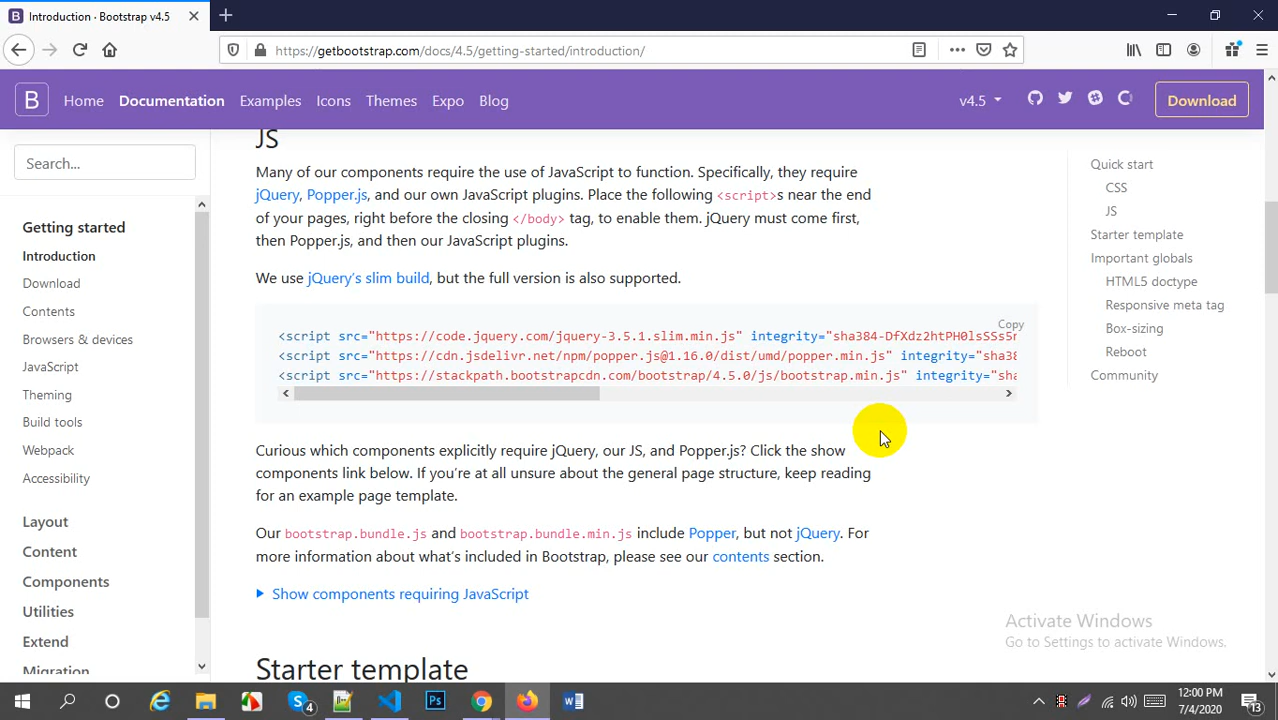 Introduction · Bootstrap v4.5
https://getbootstrap.com/docs/4.5/getting-started/introduction/
B Home Documentation Examples Icons Themes Expo Blog v4.5 Download
Search...
Getting started
Introduction
Download
Contents
Browsers & devices
JavaScript
Theming
Build tools
Webpack
Accessibility
Layout
Content
Components
Utilities
Extend
Migration
JS
Many of our components require the use of JavaScript to function. Specifically, they require
jQuery, Popper.js, and our own JavaScript plugins. Place the following <script>s near the end
of your pages, right before the closing </body> tag, to enable them. jQuery must come first,
then Popper.js, and then our JavaScript plugins.
We use jQuery's slim build, but the full version is also supported.
Copy
<script src="https://code.jquery.com/jquery-3.5.1.slim.min.js" integrity="sha384-DfXdz2htPH0lsSSs5n
<script src="https://cdn.jsdelivr.net/npm/popper.js@1.16.0/dist/umd/popper.min.js" integrity="sha38
<script src="https://stackpath.bootstrapcdn.com/bootstrap/4.5.0/js/bootstrap.min.js" integrity="sha
Curious which components explicitly require jQuery, our JS, and Popper.js? Click the show
components link below. If you're at all unsure about the general page structure, keep reading
for an example page template.
Our bootstrap.bundle.js and bootstrap.bundle.min.js include Popper, but not jQuery. For
more information about what's included in Bootstrap, please see our contents section.
Show components requiring JavaScript
Starter template
Quick start
CSS
JS
Starter template
Important globals
HTML5 doctype
Responsive meta tag
Box-sizing
Reboot
Community
Activate Windows
Go to Settings to activate Windows.
4
Ps
12:00 PM
7/4/2020
13